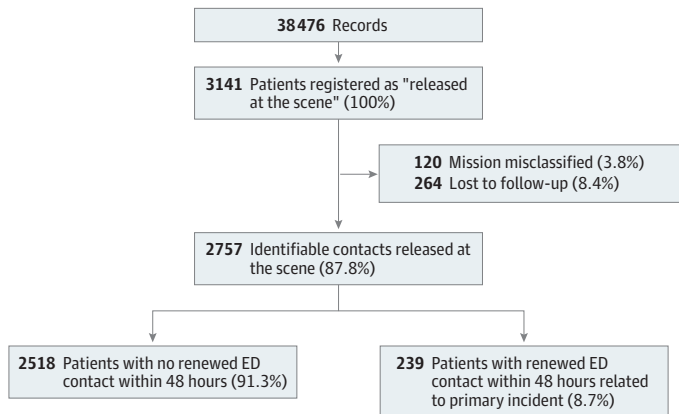 38476 Records
3141 Patients registered as "released
at the scene" (100%)
120 Mission misclassified (3.8%)
264 Lost to follow-up (8.4%)
2757 Identifiable contacts released at
the scene (87.8%)
2518 Patients with no renewed ED
contact within 48 hours (91.3%)
239 Patients with renewed ED
contact within 48 hours related
to primary incident (8.7%)